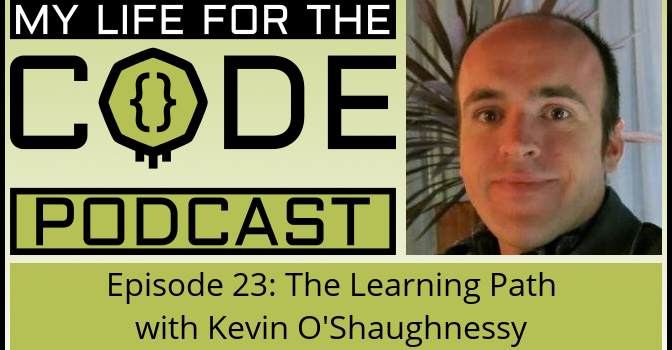 MY LIFE FOR THE
C{}DE
PODCAST
Episode 23: The Learning Path
with Kevin O'Shaughnessy